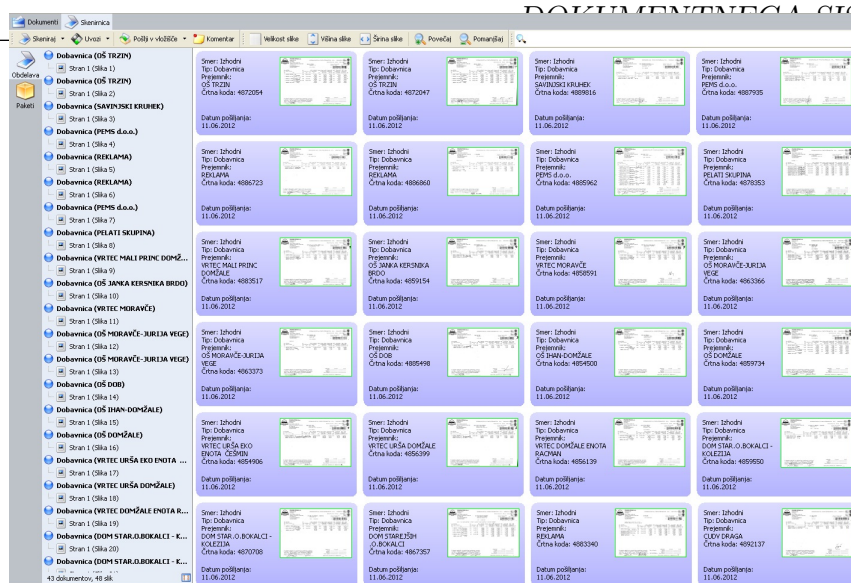 DOKUMENTNEGA SIS
Dokumenti
Skenirnica
Skeniraj
Uvozi
Pošlji v vložišče
Komentar
Velikost slike
Višina slike
Širina slike
Povečaj
Pomanjšaj
Obdelava
Paketi
Dobavnica (OŠ TRZIN)
Stran 1 (Slika 1)
Dobavnica (OŠ TRZIN)
Stran 1 (Slika 2)
Dobavnica (SAVINJSKI KRUHEK)
Stran 1 (Slika 3)
Dobavnica (PEMS d.o.o.)
Stran 1 (Slika 4)
Dobavnica (REKLAMA)
Stran 1 (Slika 5)
Dobavnica (REKLAMA)
Stran 1 (Slika 6)
Dobavnica (PEMS d.o.o.)
Stran 1 (Slika 7)
Dobavnica (PELATI SKUPINA)
Stran 1 (Slika 8)
Dobavnica (VRTEC MALI PRINC DOMŽ...
Stran 1 (Slika 9)
Dobavnica (OŠ JANKA KERSNIKA BRDO)
Stran 1 (Slika 10)
Dobavnica (VRTEC MORAVČE)
Stran 1 (Slika 11)
Dobavnica (OŠ MORAVČE-JURIJA VEGE)
Stran 1 (Slika 12)
Dobavnica (OŠ MORAVČE-JURIJA VEGE)
Stran 1 (Slika 13)
Dobavnica (OŠ DOB)
Stran 1 (Slika 14)
Dobavnica (OŠ IHAN-DOMŽALE)
Stran 1 (Slika 15)
Dobavnica (OŠ DOMŽALE)
Stran 1 (Slika 16)
Dobavnica (VRTEC URŠA EKO ENOTA ...
Stran 1 (Slika 17)
Dobavnica (VRTEC URŠA DOMŽALE)
Stran 1 (Slika 18)
Dobavnica (VRTEC DOMŽALE ENOTA R...
Stran 1 (Slika 19)
Dobavnica (DOM STAR.O.BOKALCI - K...
Stran 1 (Slika 20)
Dobavnica (DOM STAR.O.BOKALCI - K...
43 dokumentov, 48 slik
Smer: Izhodni
Tip: Dobavnica
Prejemnik:
OŠ TRZIN
Črtna koda: 4872054
Datum pošiljanja:
11.06.2012
Smer: Izhodni
Tip: Dobavnica
Prejemnik:
OŠ TRZIN
Črtna koda: 4872047
Datum pošiljanja:
11.06.2012
Smer: Izhodni
Tip: Dobavnica
Prejemnik:
SAVINJSKI KRUHEK
Črtna koda: 4889816
Datum pošiljanja:
11.06.2012
Smer: Izhodni
Tip: Dobavnica
Prejemnik:
PEMS d.o.o.
Črtna koda: 4887935
Datum pošiljanja:
11.06.2012
Smer: Izhodni
Tip: Dobavnica
Prejemnik:
REKLAMA
Črtna koda: 4886723
Datum pošiljanja:
11.06.2012
Smer: Izhodni
Tip: Dobavnica
Prejemnik:
REKLAMA
Črtna koda: 4886860
Datum pošiljanja:
11.06.2012
Smer: Izhodni
Tip: Dobavnica
Prejemnik:
PEMS d.o.o.
Črtna koda: 4885962
Datum pošiljanja:
11.06.2012
Smer: Izhodni
Tip: Dobavnica
Prejemnik:
PELATI SKUPINA
Črtna koda: 4878353
Datum pošiljanja:
11.06.2012
Smer: Izhodni
Tip: Dobavnica
Prejemnik:
VRTEC MALI PRINC
DOMŽALE
Črtna koda: 4883517
Datum pošiljanja:
11.06.2012
Smer: Izhodni
Tip: Dobavnica
Prejemnik:
OŠ JANKA KERSNIKA
BRDO
Črtna koda: 4859154
Datum pošiljanja:
11.06.2012
Smer: Izhodni
Tip: Dobavnica
Prejemnik:
VRTEC MORAVČE
Črtna koda: 4858591
Datum pošiljanja:
11.06.2012
Smer: Izhodni
Tip: Dobavnica
Prejemnik:
OŠ MORAVČE-JURIJA
VEGE
Črtna koda: 4863366
Datum pošiljanja:
11.06.2012
Smer: Izhodni
Tip: Dobavnica
Prejemnik:
OŠ MORAVČE-JURIJA
VEGE
Črtna koda: 4863373
Datum pošiljanja:
11.06.2012
Smer: Izhodni
Tip: Dobavnica
Prejemnik:
OŠ DOB
Črtna koda: 4885498
Datum pošiljanja:
11.06.2012
Smer: Izhodni
Tip: Dobavnica
Prejemnik:
OŠ IHAN-DOMŽALE
Črtna koda: 4854500
Datum pošiljanja:
11.06.2012
Smer: Izhodni
Tip: Dobavnica
Prejemnik:
OŠ DOMŽALE
Črtna koda: 4859734
Datum pošiljanja:
11.06.2012
Smer: Izhodni
Tip: Dobavnica
Prejemnik:
VRTEC URŠA EKO
ENOTA ČEŠMIN
Črtna koda: 4854906
Datum pošiljanja:
11.06.2012
Smer: Izhodni
Tip: Dobavnica
Prejemnik:
VRTEC URŠA DOMŽALE
Črtna koda: 4856399
Datum pošiljanja:
11.06.2012
Smer: Izhodni
Tip: Dobavnica
Prejemnik:
VRTEC DOMŽALE ENOTA
RACMAN
Črtna koda: 4856139
Datum pošiljanja:
11.06.2012
Smer: Izhodni
Tip: Dobavnica
Prejemnik:
DOM STAR.O.BOKALCI -
KOLEZIJA
Črtna koda: 4859550
Datum pošiljanja:
11.06.2012
Smer: Izhodni
Tip: Dobavnica
Prejemnik:
DOM STAR.O.BOKALCI -
KOLEZIJA
Črtna koda: 4870708
Datum pošiljanja:
11.06.2012
Smer: Izhodni
Tip: Dobavnica
Prejemnik:
DOM STAREJŠIH
.O.BOKALCI
Črtna koda: 4867357
Datum pošiljanja:
11.06.2012
Smer: Izhodni
Tip: Dobavnica
Prejemnik:
REKLAMA
Črtna koda: 4883340
Datum pošiljanja:
11.06.2012
Smer: Izhodni
Tip: Dobavnica
Prejemnik:
CUDV DRAGA
Črtna koda: 4892137
Datum pošiljanja:
11.06.2012